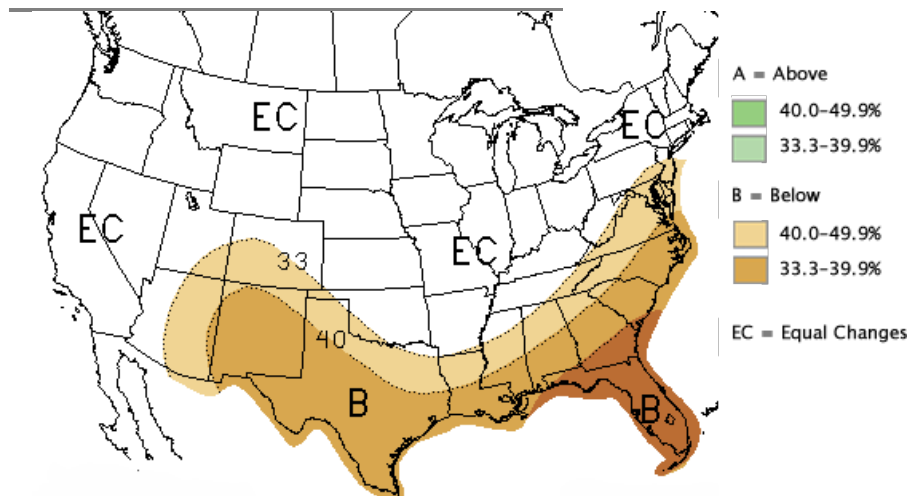 EC
EC
EC
EC
33
40
B
B
A = Above
40.0-49.9%
33.3-39.9%
B = Below
40.0-49.9%
33.3-39.9%
EC = Equal Changes